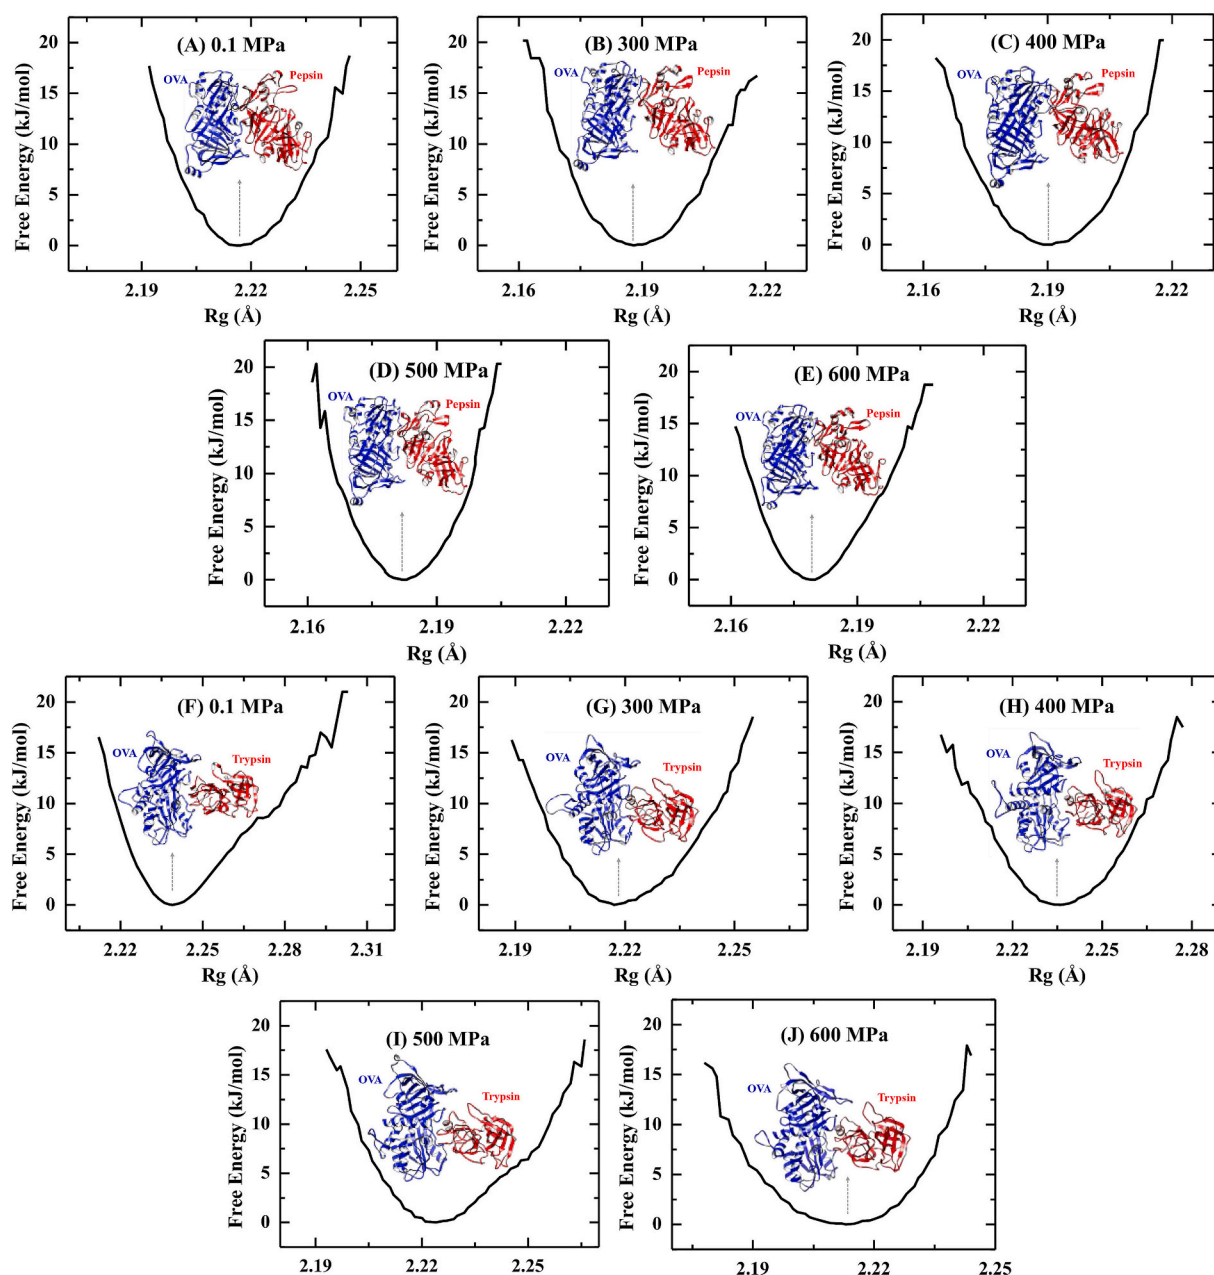 (A) 0.1 MPa
OVA
Pepsin
Free Energy (kJ/mol)
20
15
10
5
0
2.19
2.22
2.25
Rg (Å)
(B) 300 MPa
OVA
Pepsin
Free Energy (kJ/mol)
20
15
10
5
0
2.16
2.19
2.22
Rg (Å)
(C) 400 MPa
OVA
Pepsin
Free Energy (kJ/mol)
20
15
10
5
0
2.19
2.22
Rg (Å)
(D) 500 MPa
OVA
Pepsin
Free Energy (kJ/mol)
20
15
10
5
0
2.16
2.19
2.22
Rg (Å)
(E) 600 MPa
OVA
Pepsin
Free Energy (kJ/mol)
20
15
10
5
0
2.16
2.19
2.22
Rg (Å)
(F) 0.1 MPa
OVA
Trypsin
Free Energy (kJ/mol)
20
15
10
5
0
2.22
2.25
2.28
2.31
Rg (Å)
(G) 300 MPa
OVA
Trypsin
Free Energy (kJ/mol)
20
15
10
5
0
2.19
2.22
2.25
Rg (Å)
(H) 400 MPa
OVA
Trypsin
Free Energy (kJ/mol)
20
15
10
5
0
2.19
2.22
2.25
2.28
Rg (Å)
(I) 500 MPa
OVA
Trypsin
Free Energy (kJ/mol)
20
15
10
5
0
2.19
2.22
2.25
(J) 600 MPa
OVA
Trypsin
Free Energy (kJ/mol)
20
15
10
5
0
2.19
2.22
2.25